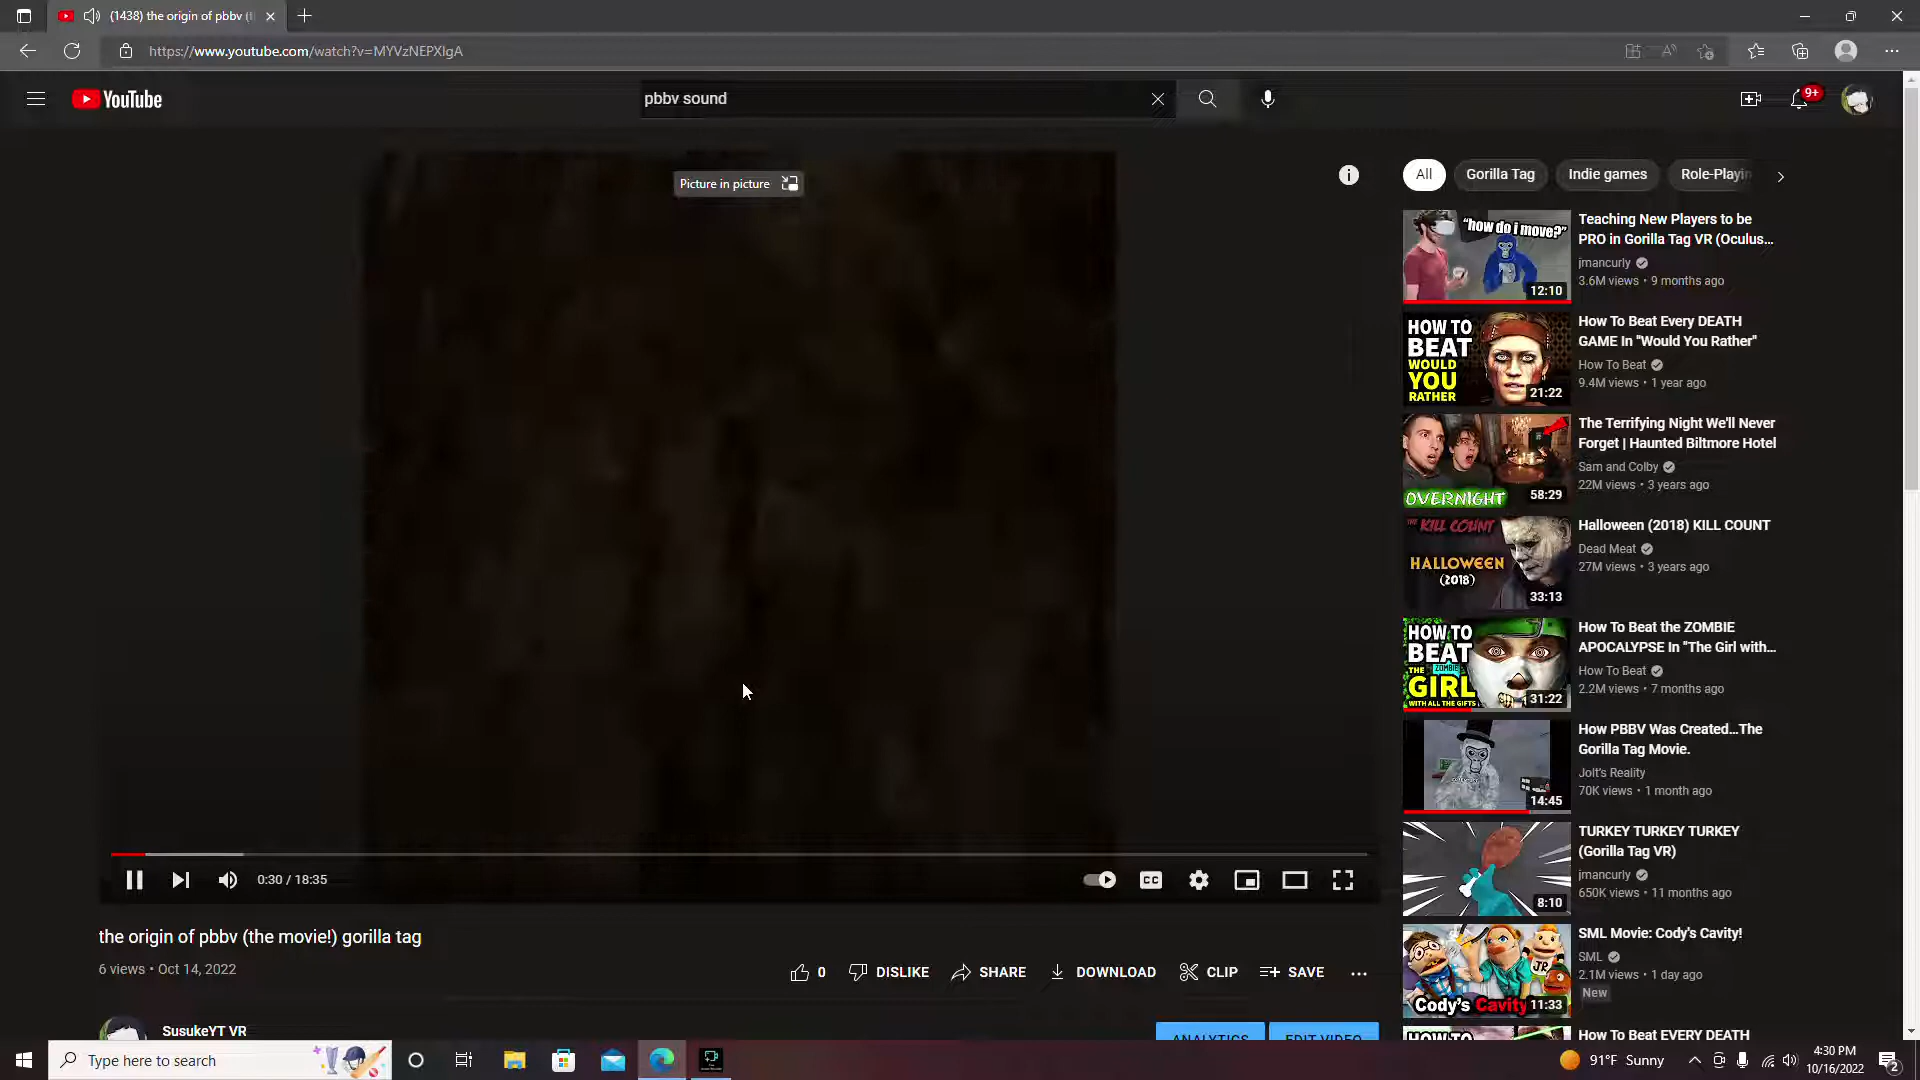 (1438) the origin of pbbv (t
https://www.youtube.com/watch?v=MYVzNEPXlgA
YouTube
pbbv sound
9+
Picture in picture
All
Gorilla Tag
Indie games
Role-Playin
"how do i move?"
12:10
Teaching New Players to be
PRO in Gorilla Tag VR (Oculus...
jmancurly
3.6M views • 9 months ago
HOW TO
BEAT
WOULD
YOU
RATHER
21:22
How To Beat Every DEATH
GAME In "Would You Rather"
How To Beat
9.4M views • 1 year ago
OVERNIGHT
58:29
The Terrifying Night We'll Never
Forget | Haunted Biltmore Hotel
Sam and Colby
22M views • 3 years ago
THE KILL COUNT
HALLOWEEN
(2018)
33:13
Halloween (2018) KILL COUNT
Dead Meat
27M views • 3 years ago
HOW TO
BEAT
THE ZOMBIE
GIRL
WITH ALL THE GIFTS
31:22
How To Beat the ZOMBIE
APOCALYPSE In "The Girl with...
How To Beat
2.2M views • 7 months ago
14:45
How PBBV Was Created...The
Gorilla Tag Movie.
Jolt's Reality
70K views • 1 month ago
8:10
TURKEY TURKEY TURKEY
(Gorilla Tag VR)
jmancurly
650K views • 11 months ago
JR
Cody's Cavity
11:33
SML Movie: Cody's Cavity!
SML
2.1M views • 1 day ago
New
HOW TO
How To Beat EVERY DEATH
0:30 / 18:35
CC
the origin of pbbv (the movie!) gorilla tag
6 views • Oct 14, 2022
0
DISLIKE
SHARE
DOWNLOAD
CLIP
SAVE
SusukeYT VR
ANALYTICS
EDIT VIDEO
Type here to search
91°F Sunny
4:30 PM
10/16/2022
2